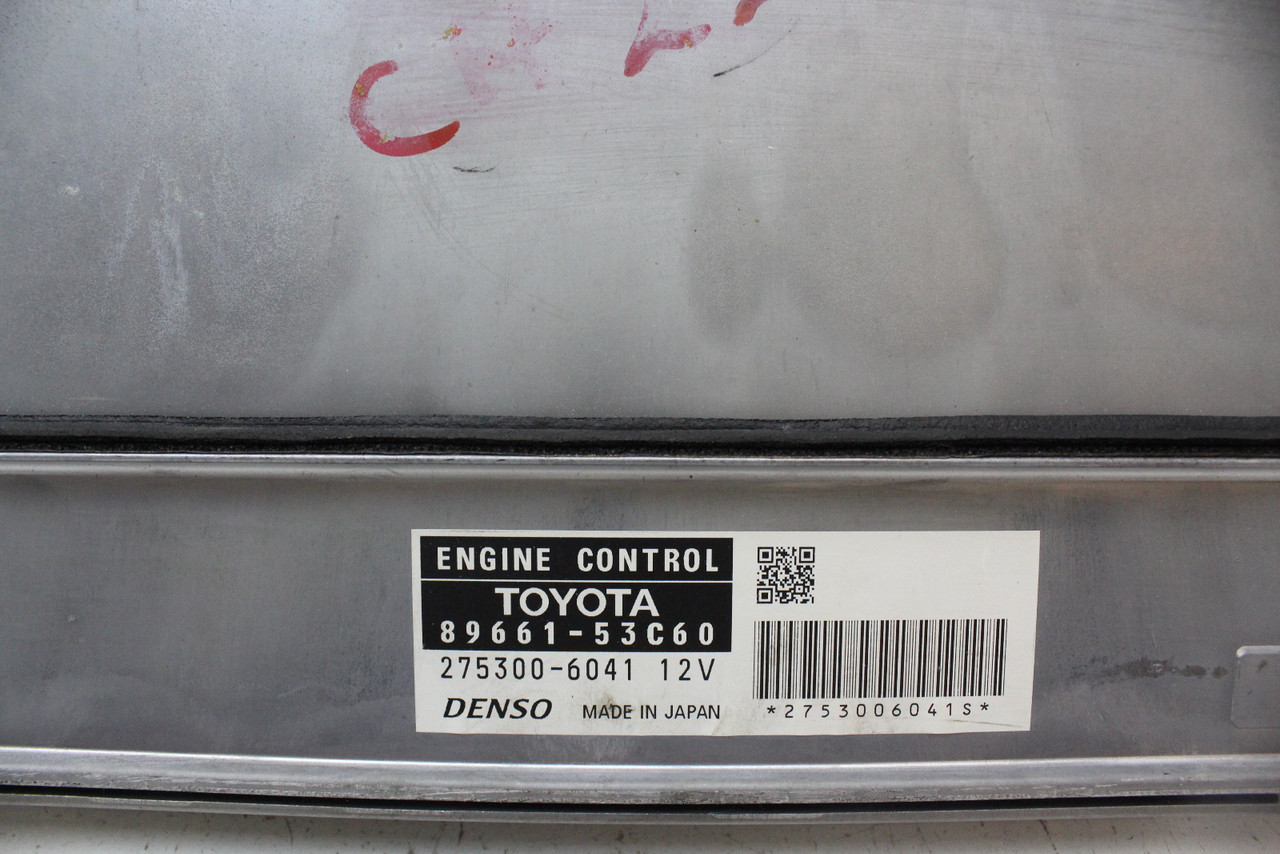 ENGINE CONTROL
TOYOTA
89661-53C60
275300-6041 12V
DENSO MADE IN JAPAN
*2753006041S*